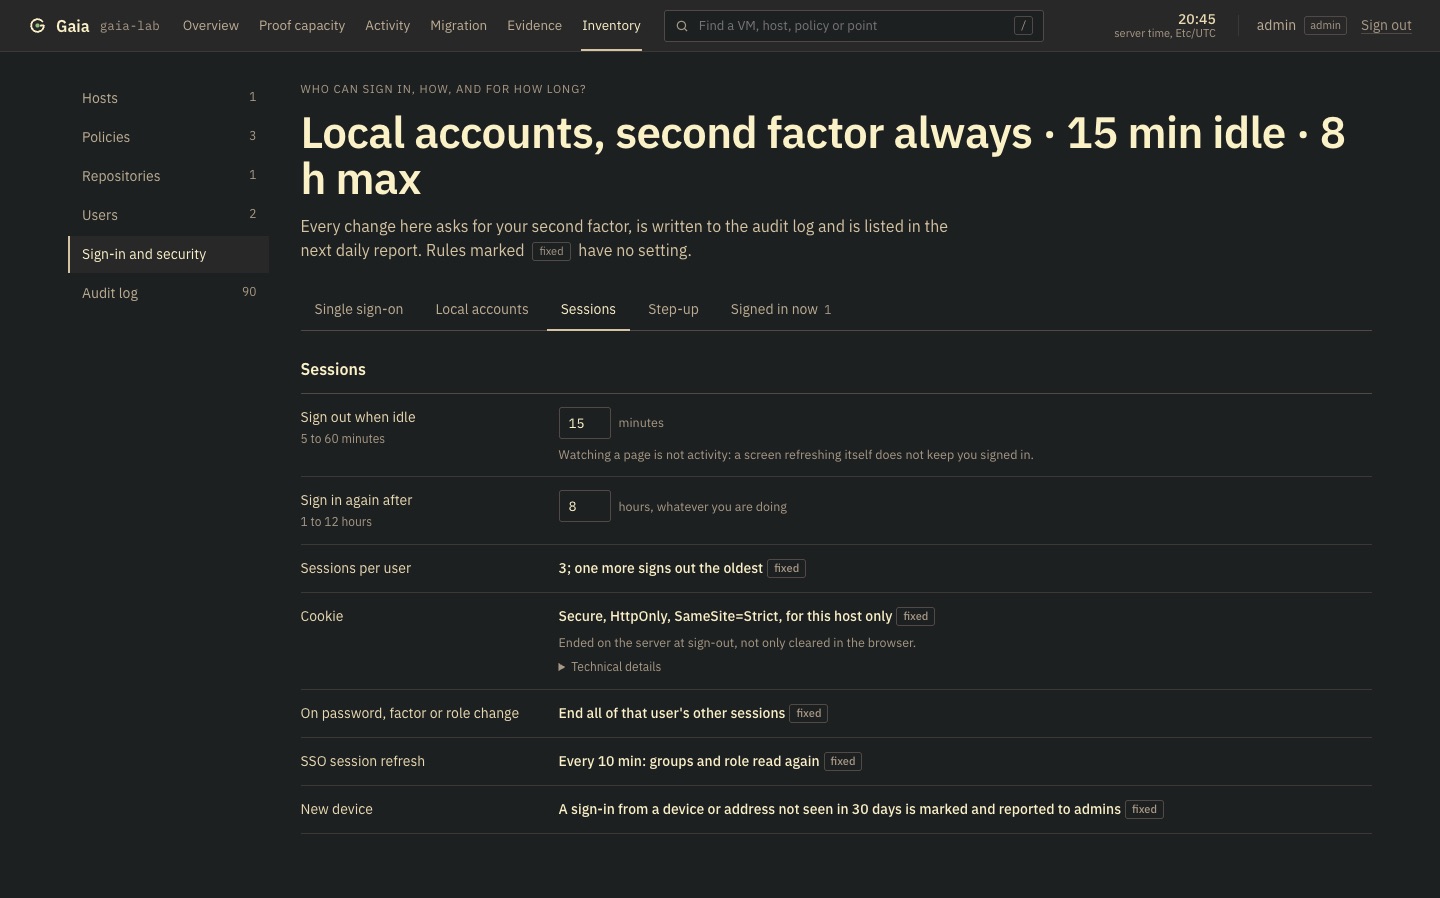 Gaia gaia-lab Overview Proof capacity Activity Migration Evidence Inventory Find a VM, host, policy or point / 20:45 server time, Etc/UTC admin admin Sign out
Hosts 1
Policies 3
Repositories 1
Users 2
Sign-in and security
Audit log 90
WHO CAN SIGN IN, HOW, AND FOR HOW LONG?
Local accounts, second factor always · 15 min idle · 8
h max
Every change here asks for your second factor, is written to the audit log and is listed in the
next daily report. Rules marked fixed have no setting.
Single sign-on Local accounts Sessions Step-up Signed in now 1
Sessions
Sign out when idle
5 to 60 minutes
15 minutes
Watching a page is not activity: a screen refreshing itself does not keep you signed in.
Sign in again after
1 to 12 hours
8 hours, whatever you are doing
Sessions per user
3; one more signs out the oldest fixed
Cookie
Secure, HttpOnly, SameSite=Strict, for this host only fixed
Ended on the server at sign-out, not only cleared in the browser.
▶ Technical details
On password, factor or role change
End all of that user's other sessions fixed
SSO session refresh
Every 10 min: groups and role read again fixed
New device
A sign-in from a device or address not seen in 30 days is marked and reported to admins fixed